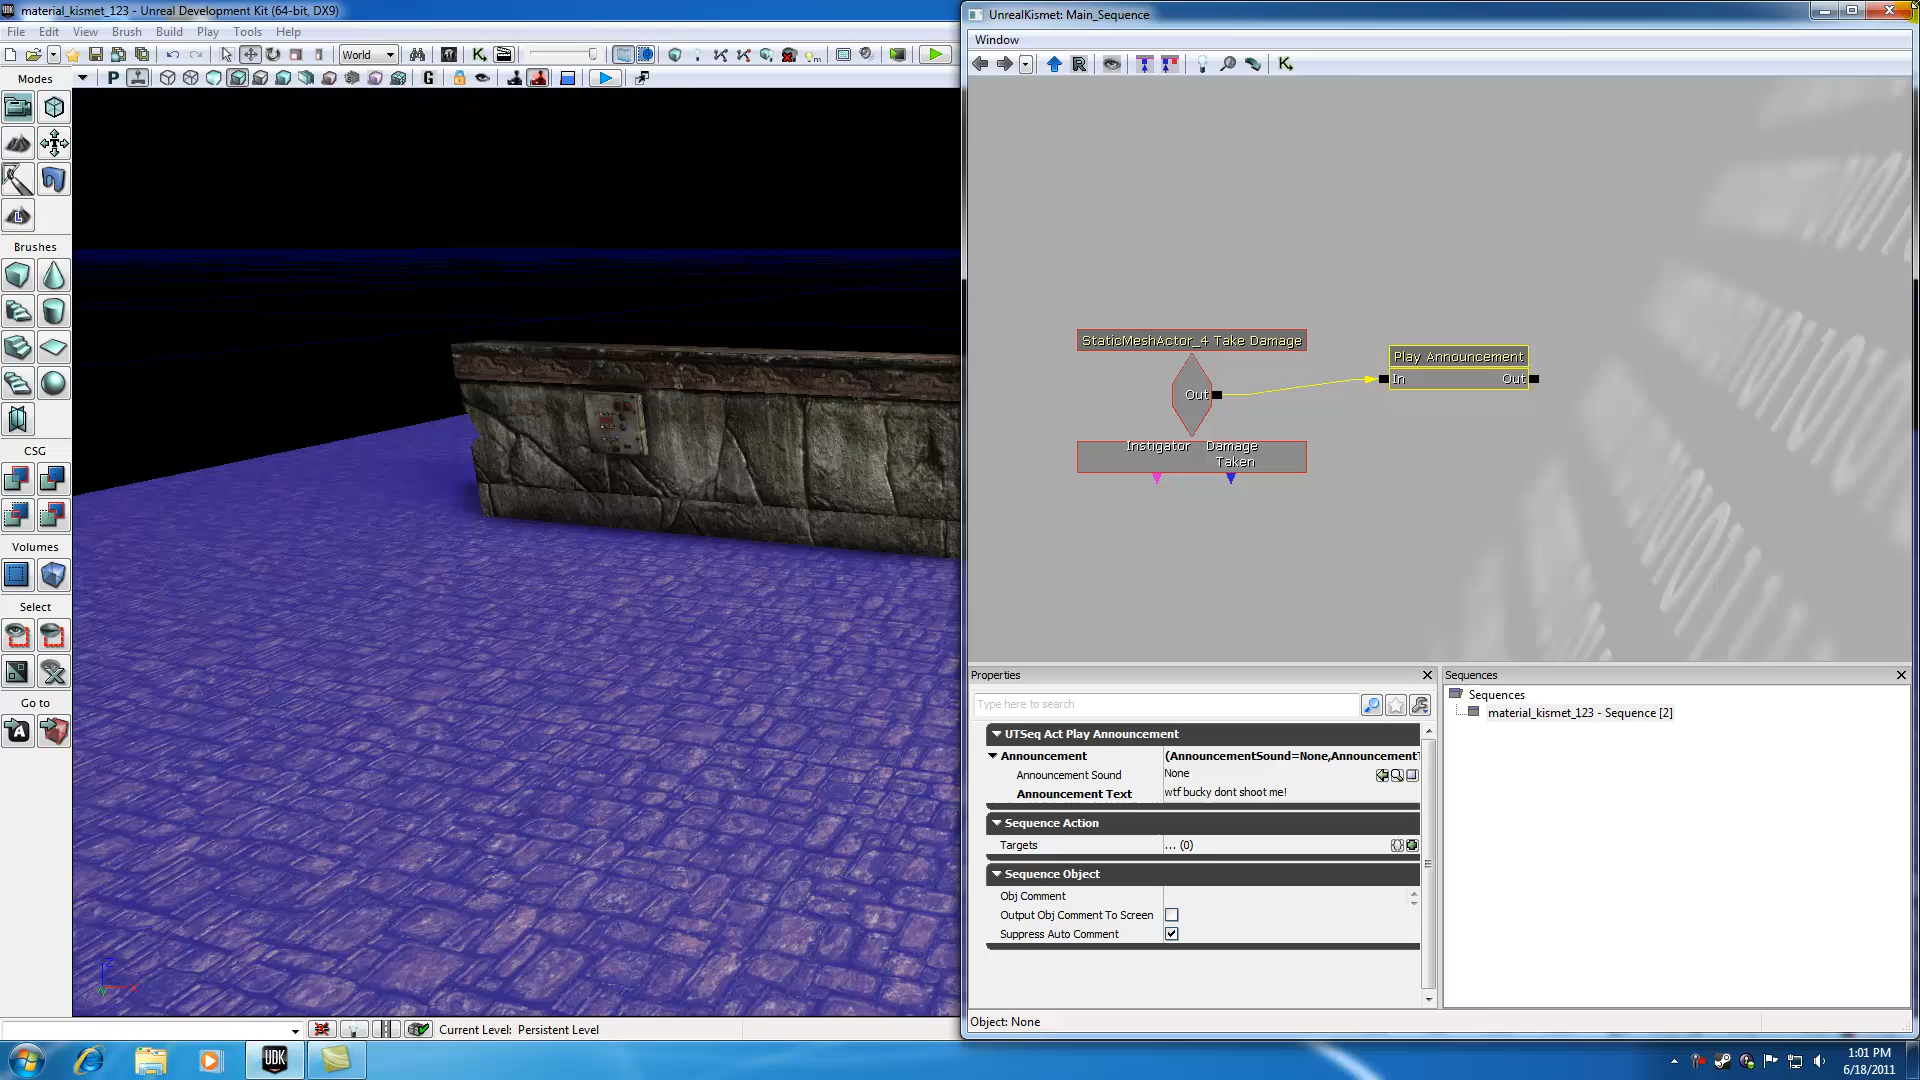 material_kismet_123 - Unreal Development Kit (64-bit, DX9)
File Edit View Brush Build Play Tools Help
World
Modes
P
G
Brushes
CSG
Volumes
Select
Go to
Current Level: Persistent Level
UnrealKismet: Main_Sequence
Window
R
StaticMeshActor_4 Take Damage
Out
Instigator Damage
Taken
Play Announcement
In Out
Properties
Type here to search
UTSeq Act Play Announcement
Announcement (AnnouncementSound=None,AnnouncementT
Announcement Sound None
Announcement Text wtf bucky dont shoot me!
Sequence Action
Targets ... (0)
Sequence Object
Obj Comment
Output Obj Comment To Screen
Suppress Auto Comment
Object: None
Sequences
Sequences
material_kismet_123 - Sequence [2]
UDK
1:01 PM
6/18/2011